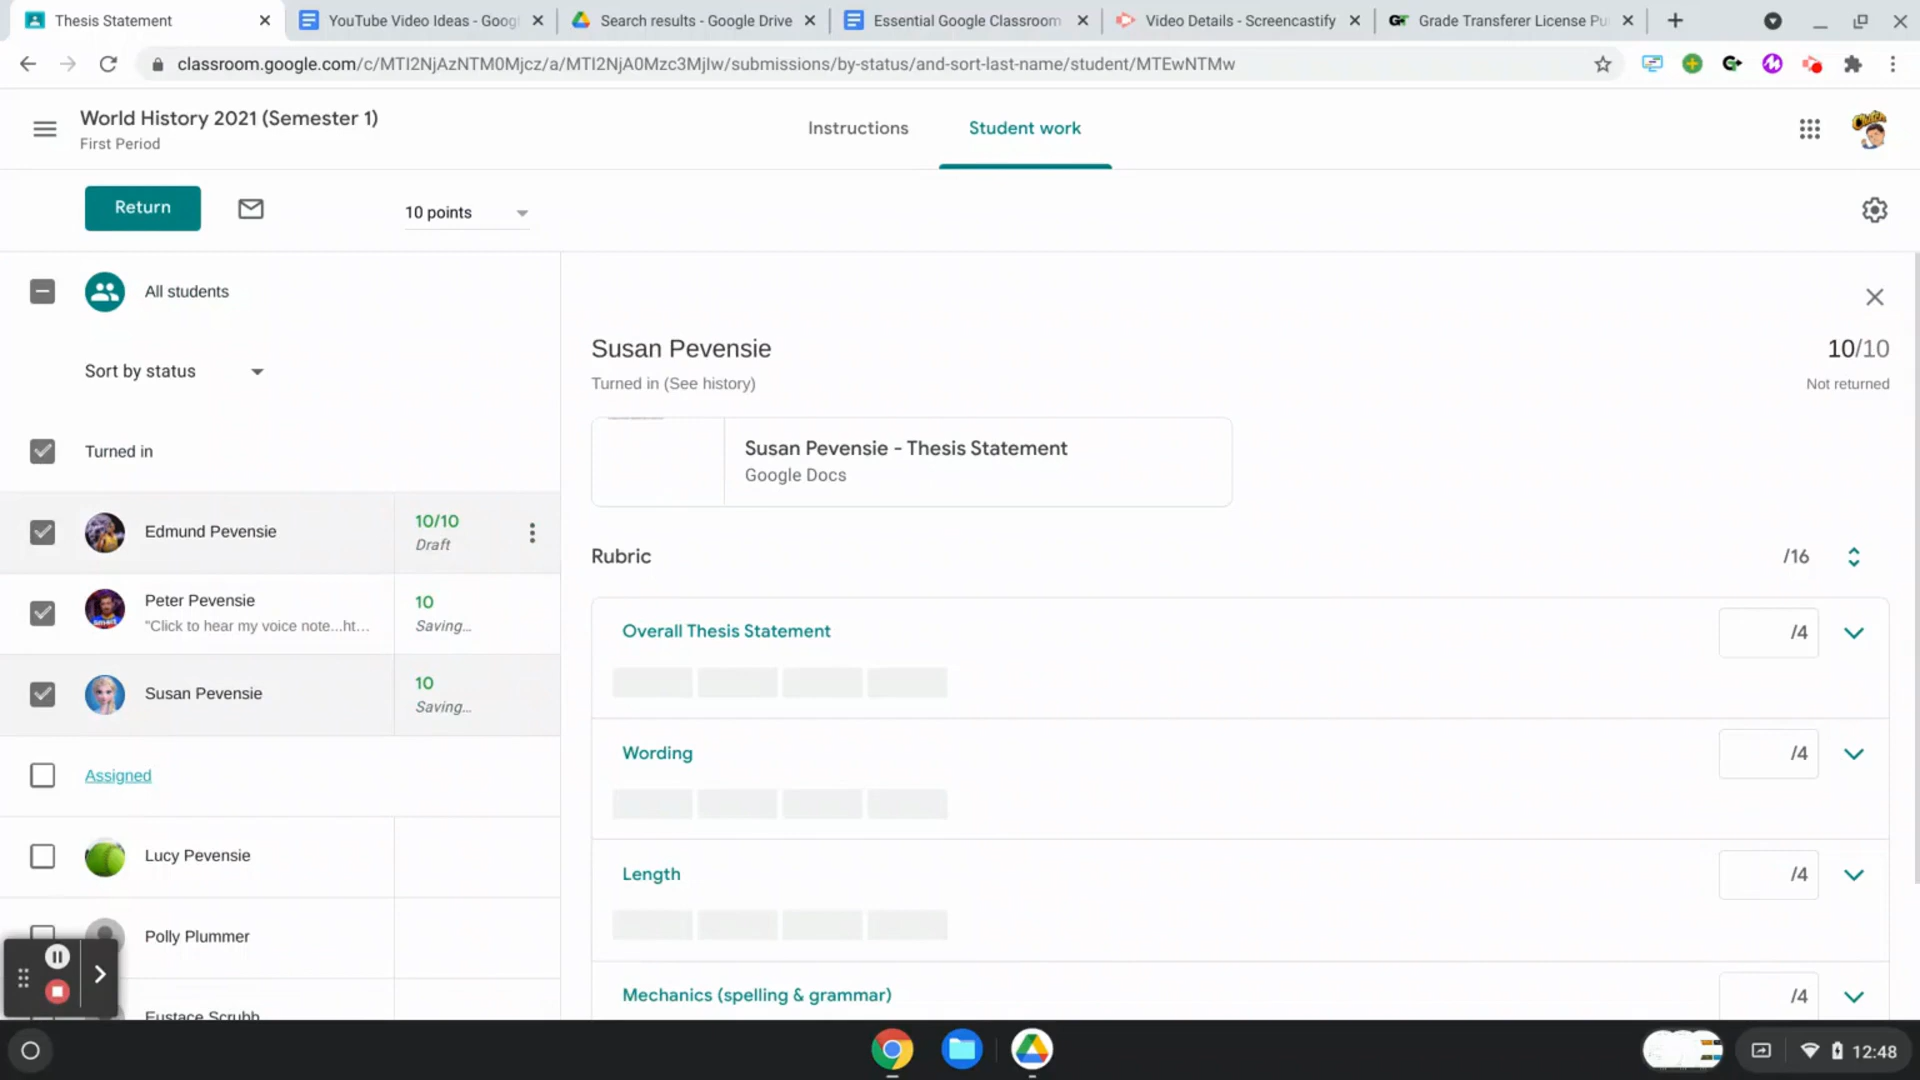 Thesis Statement
YouTube Video Ideas - Googl
Search results - Google Drive
Essential Google Classroom
Video Details - Screencastify
Grade Transferer License Pu
classroom.google.com/c/MTI2NjAzNTM0Mjcz/a/MTI2NjA0Mzc3Mjlw/submissions/by-status/and-sort-last-name/student/MTEwNTMw
World History 2021 (Semester 1)
First Period
Instructions
Student work
Return
10 points
All students
Sort by status
Turned in
Edmund Pevensie
10/10
Draft
Peter Pevensie
"Click to hear my voice note...ht...
10
Saving...
Susan Pevensie
10
Saving...
Assigned
Lucy Pevensie
Polly Plummer
Eustace Scrubb
Susan Pevensie
10/10
Turned in (See history)
Not returned
Susan Pevensie - Thesis Statement
Google Docs
Rubric
/16
Overall Thesis Statement
/4
Wording
/4
Length
/4
Mechanics (spelling & grammar)
/4
12:48